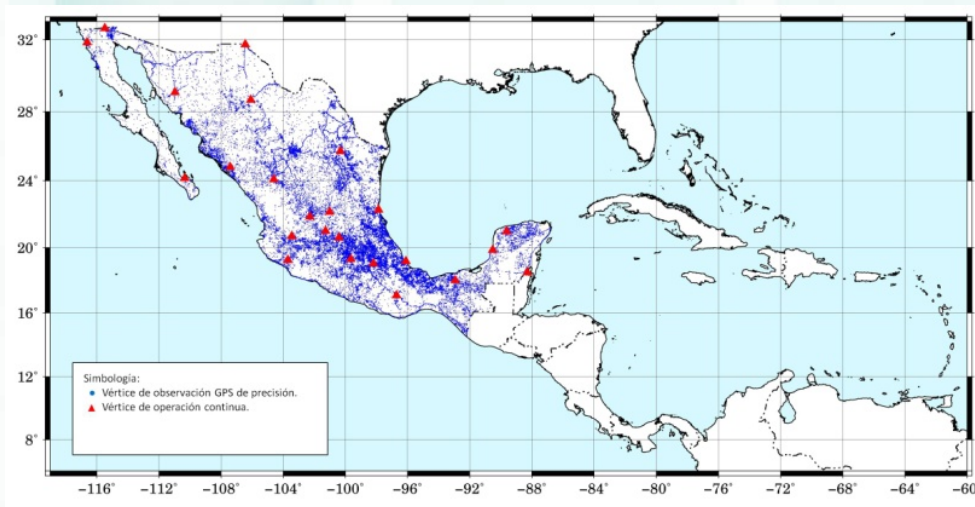 32°
28°
24°
20°
16°
12°
8°
Simbología:
Vértice de observación GPS de precisión.
Vértice de operación continua.
−116° −112° −108° −104° −100° −96° −92° −88° −84° −80° −76° −72° −68° −64° −60